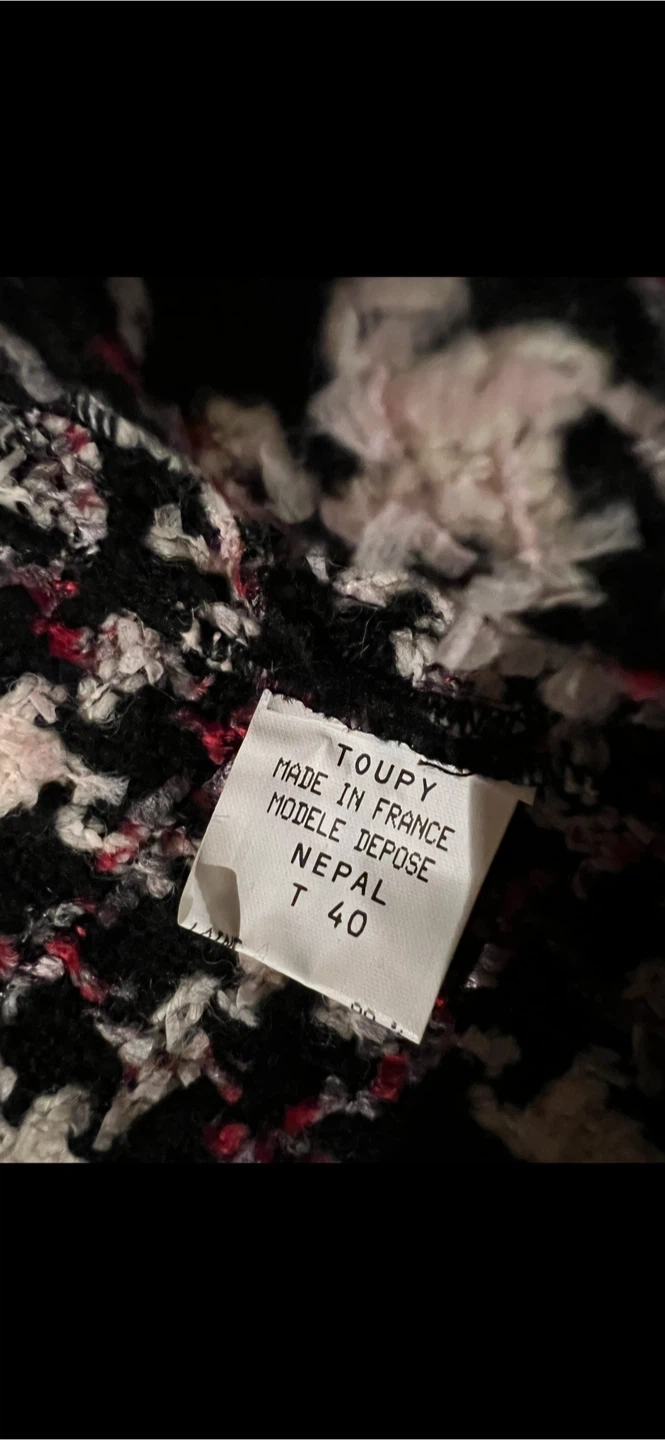 TOUPY
MADE IN FRANCE
MODELE DEPOSE
NEPAL
T 40